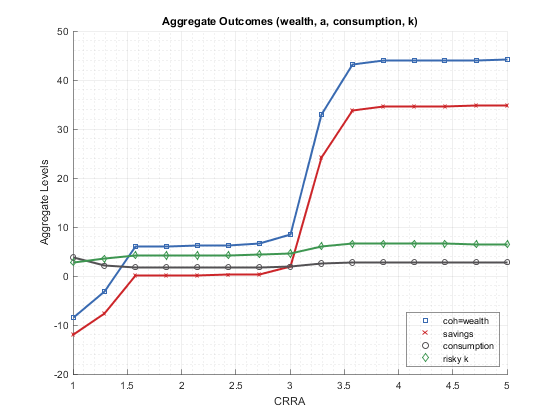 Aggregate Outcomes (wealth, a, consumption, k)
50
40
30
20
10
0
-10
-20
Aggregate Levels
1
1.5
2
2.5
3
3.5
4
4.5
5
CRRA
coh=wealth
savings
consumption
risky k